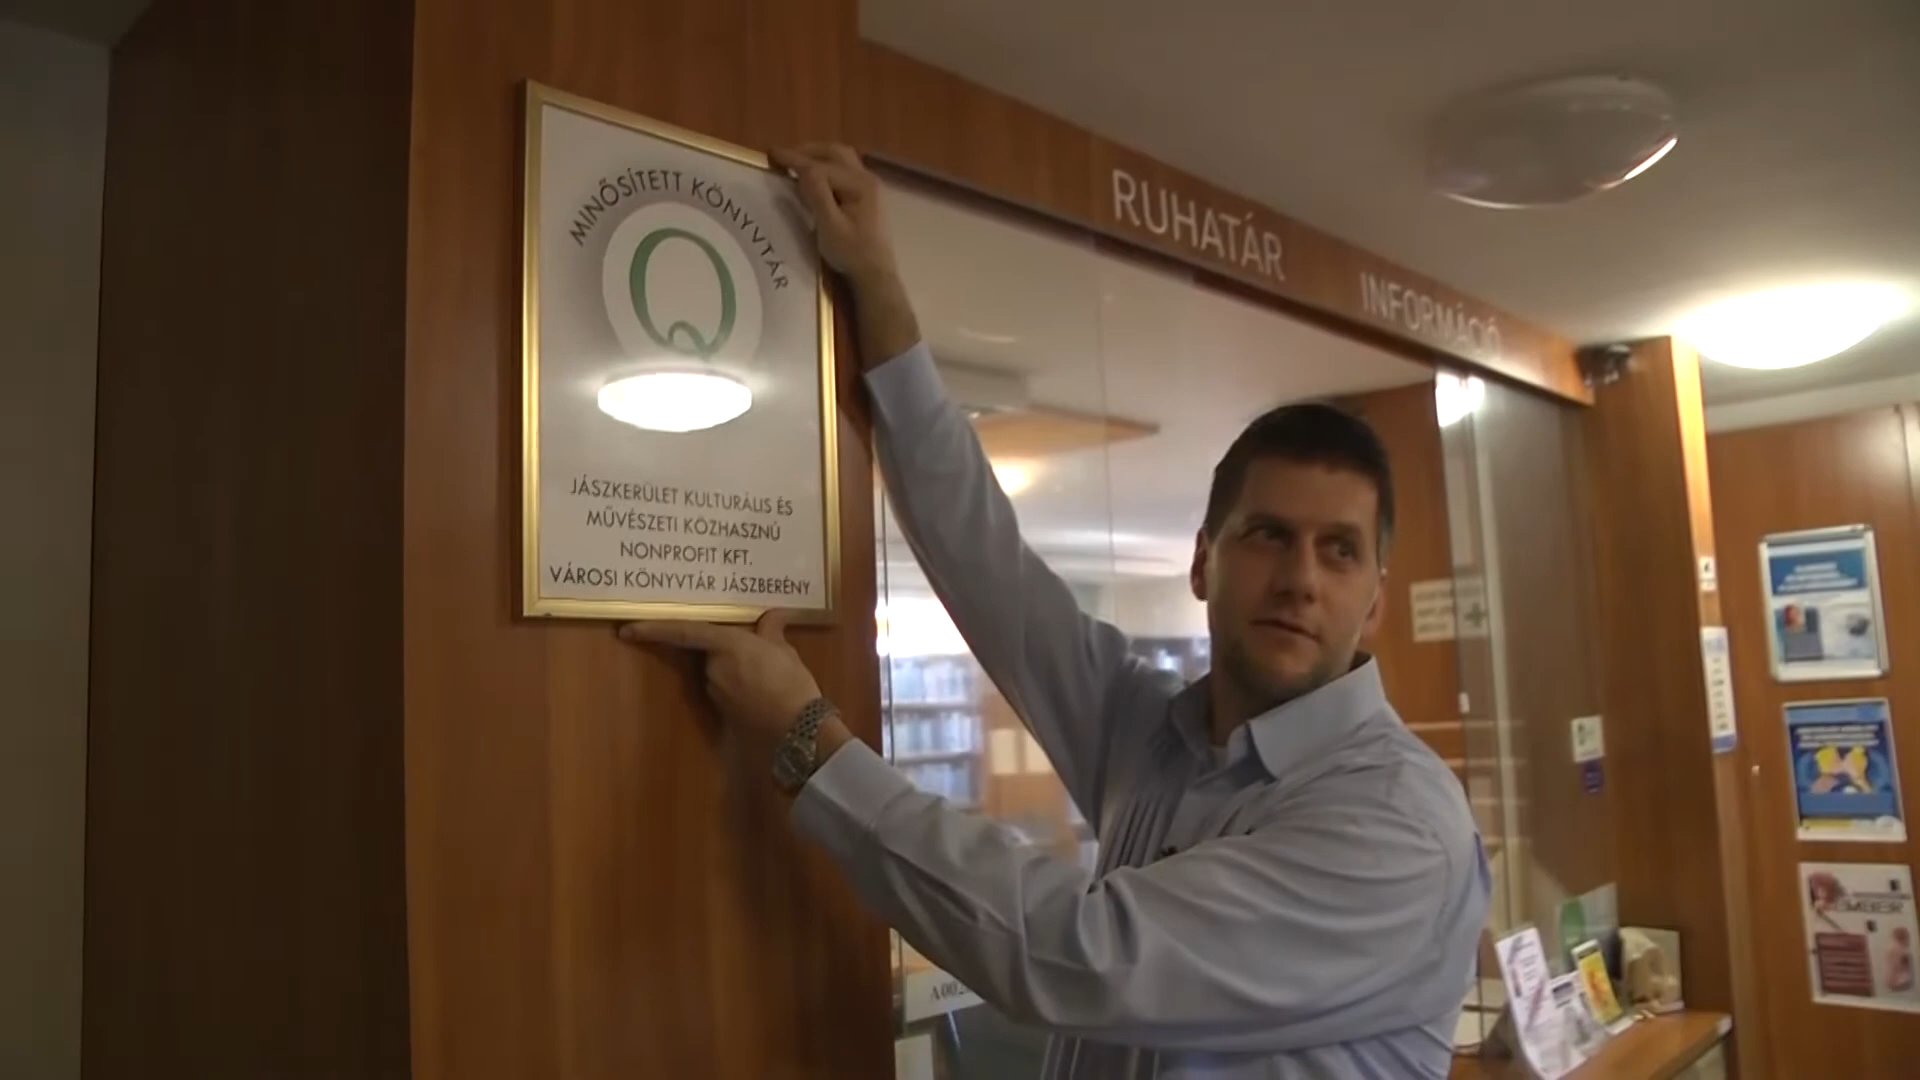 MINŐSÍTETT KÖNYVTÁR
Q
JÁSZKERÜLET KULTURÁLIS ÉS
MŰVÉSZETI KÖZHASZNÚ
NONPROFIT KFT.
VÁROSI KÖNYVTÁR JÁSZBERÉNY
RUHATÁR
INFORMÁCIÓ